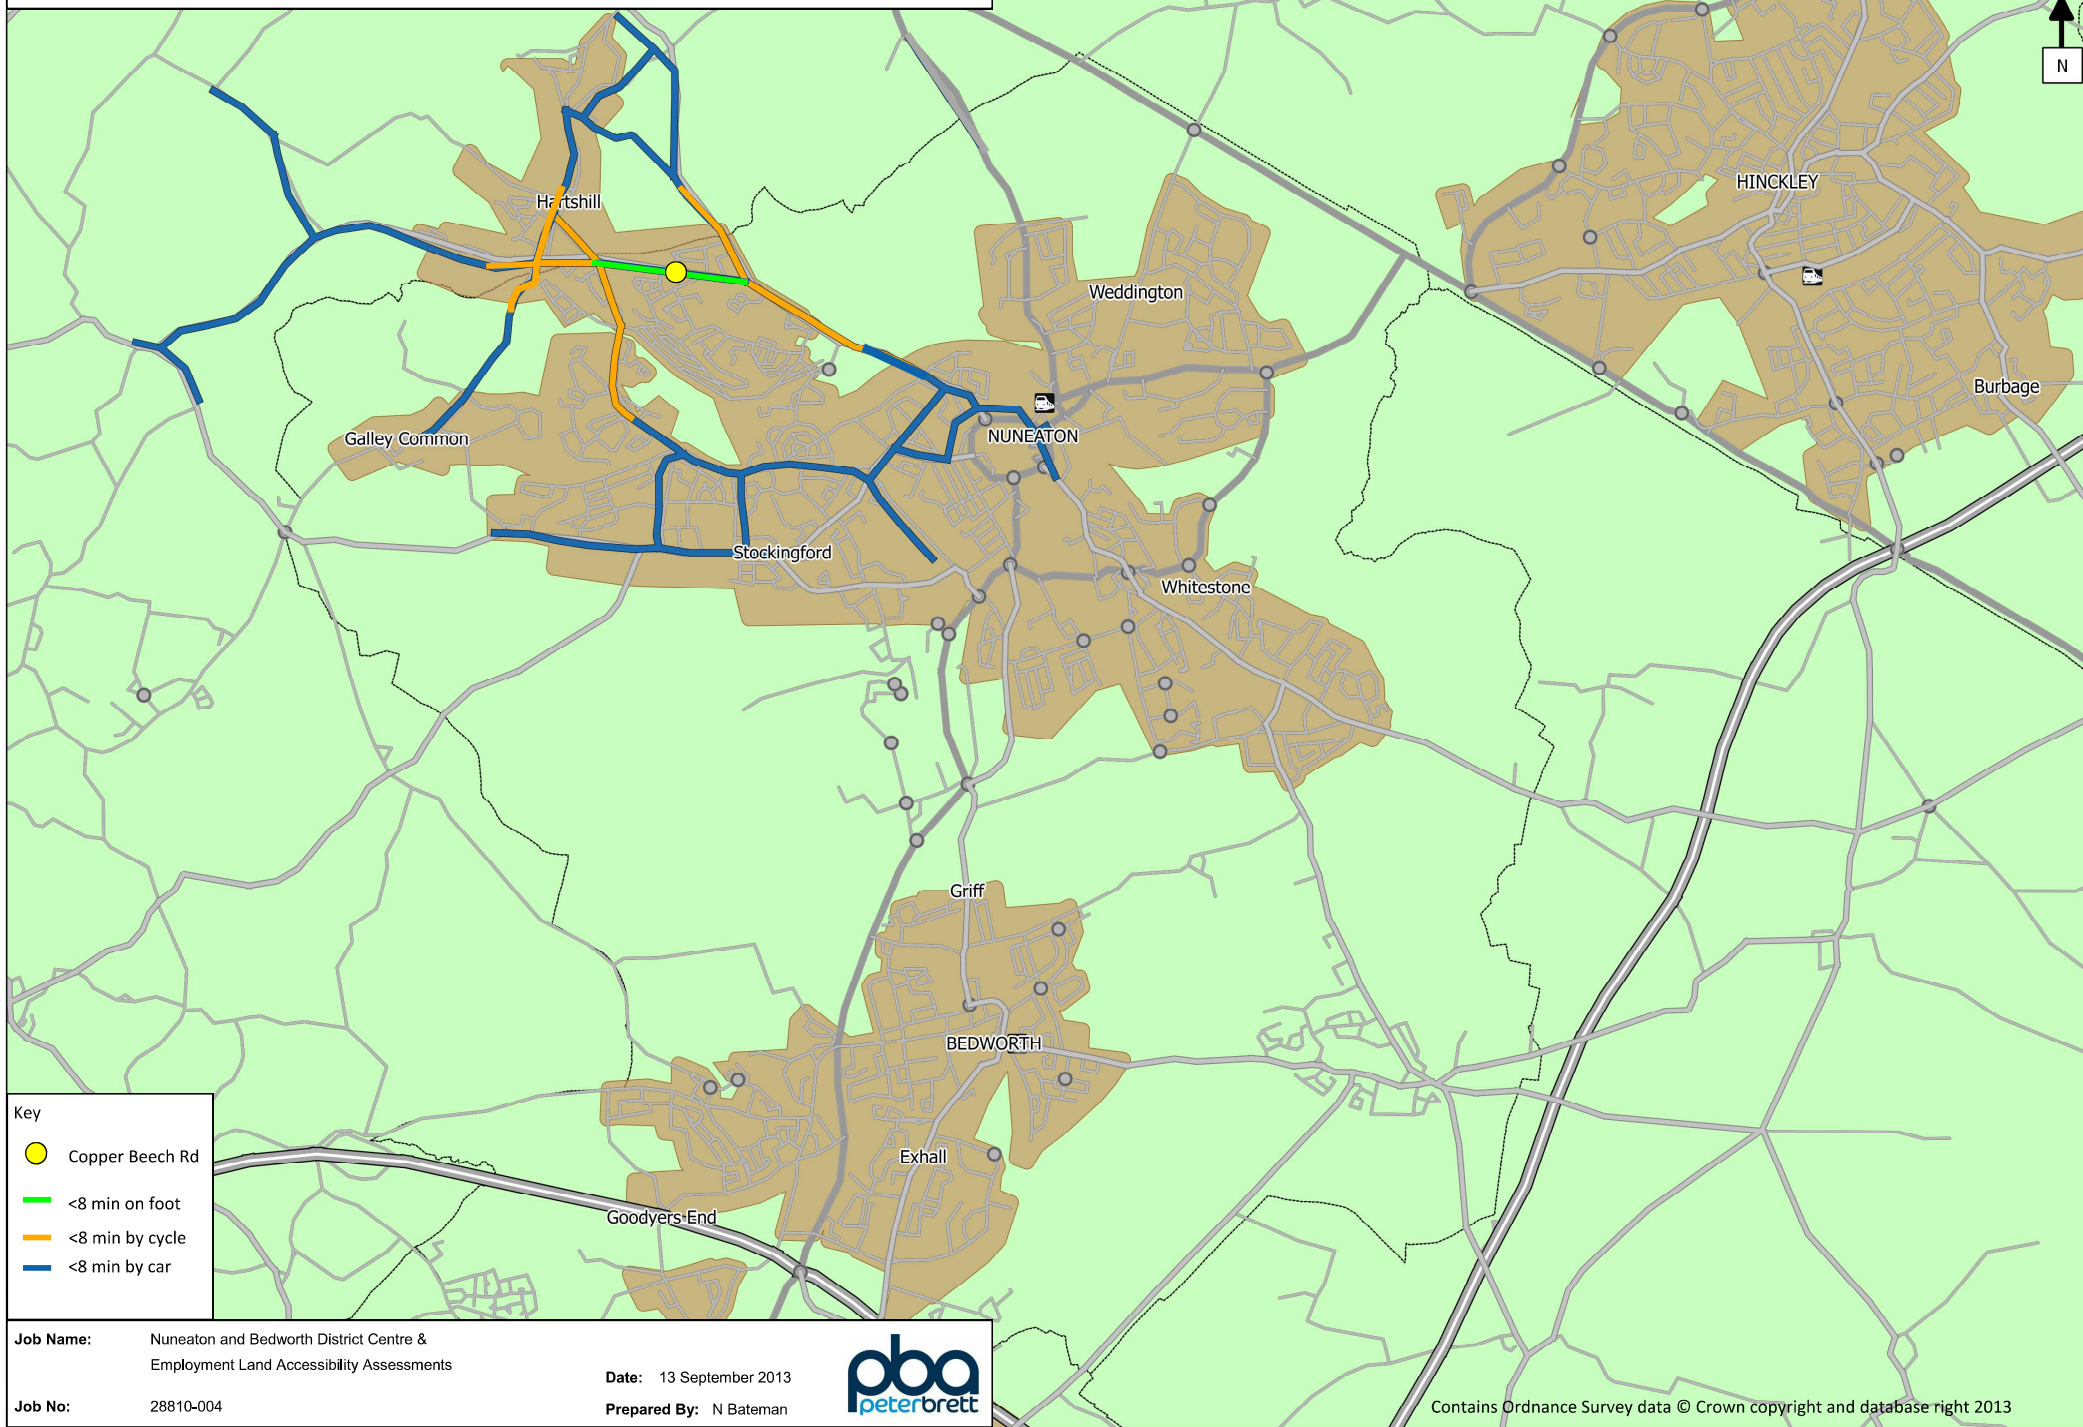 N
HINCKLEY
Hartshill
Weddington
Burbage
NUNEATON
Galley Common
Stockingford
Whitestone
Griff
BEDWORTH
Exhall
Goodyers End
Key
Copper Beech Rd
<8 min on foot
<8 min by cycle
<8 min by car
Job Name: Nuneaton and Bedworth District Centre &
Employment Land Accessibility Assessments
Date: 13 September 2013
Job No: 28810-004
Prepared By: N Bateman
pba
peterbrett
Contains Ordnance Survey data © Crown copyright and database right 2013